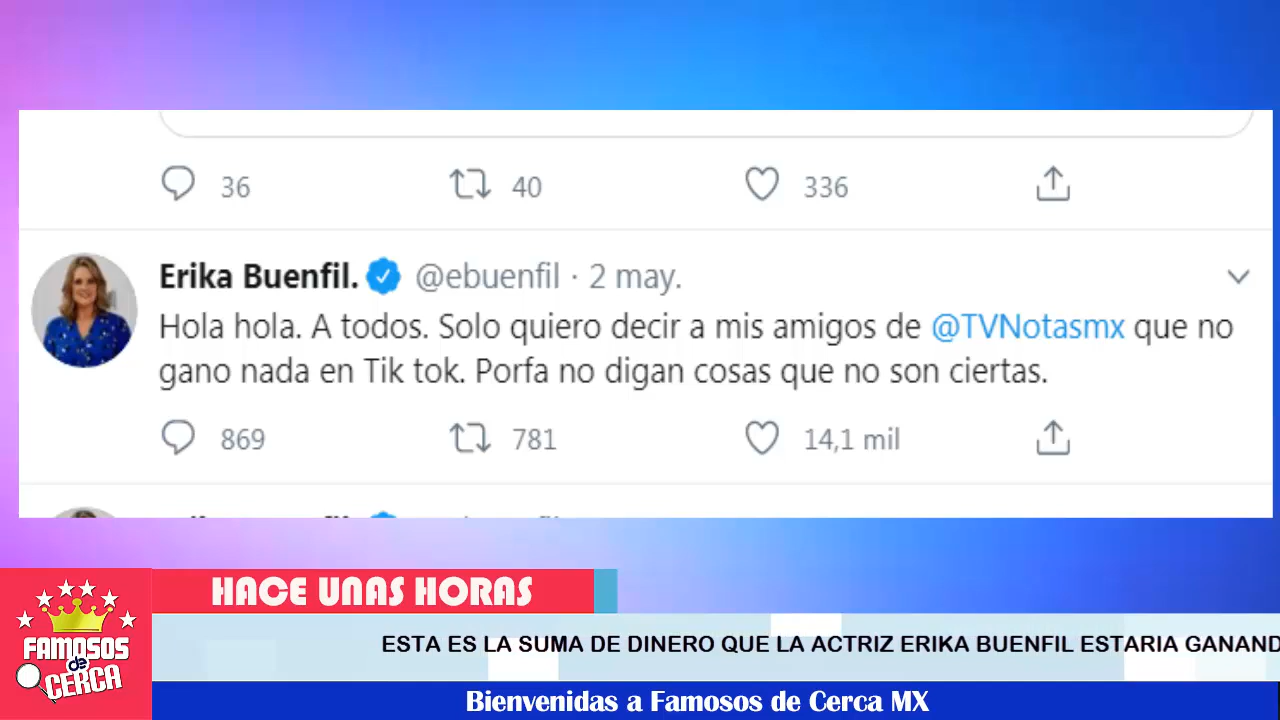 36 40 336
Erika Buenfil. @ebuenfil · 2 may.
Hola hola. A todos. Solo quiero decir a mis amigos de @TVNotasmx que no
gano nada en Tik tok. Porfa no digan cosas que no son ciertas.
869 781 14,1 mil
HACE UNAS HORAS
FAMOSOS
de
CERCA
ESTA ES LA SUMA DE DINERO QUE LA ACTRIZ ERIKA BUENFIL ESTARIA GANAND
Bienvenidas a Famosos de Cerca MX